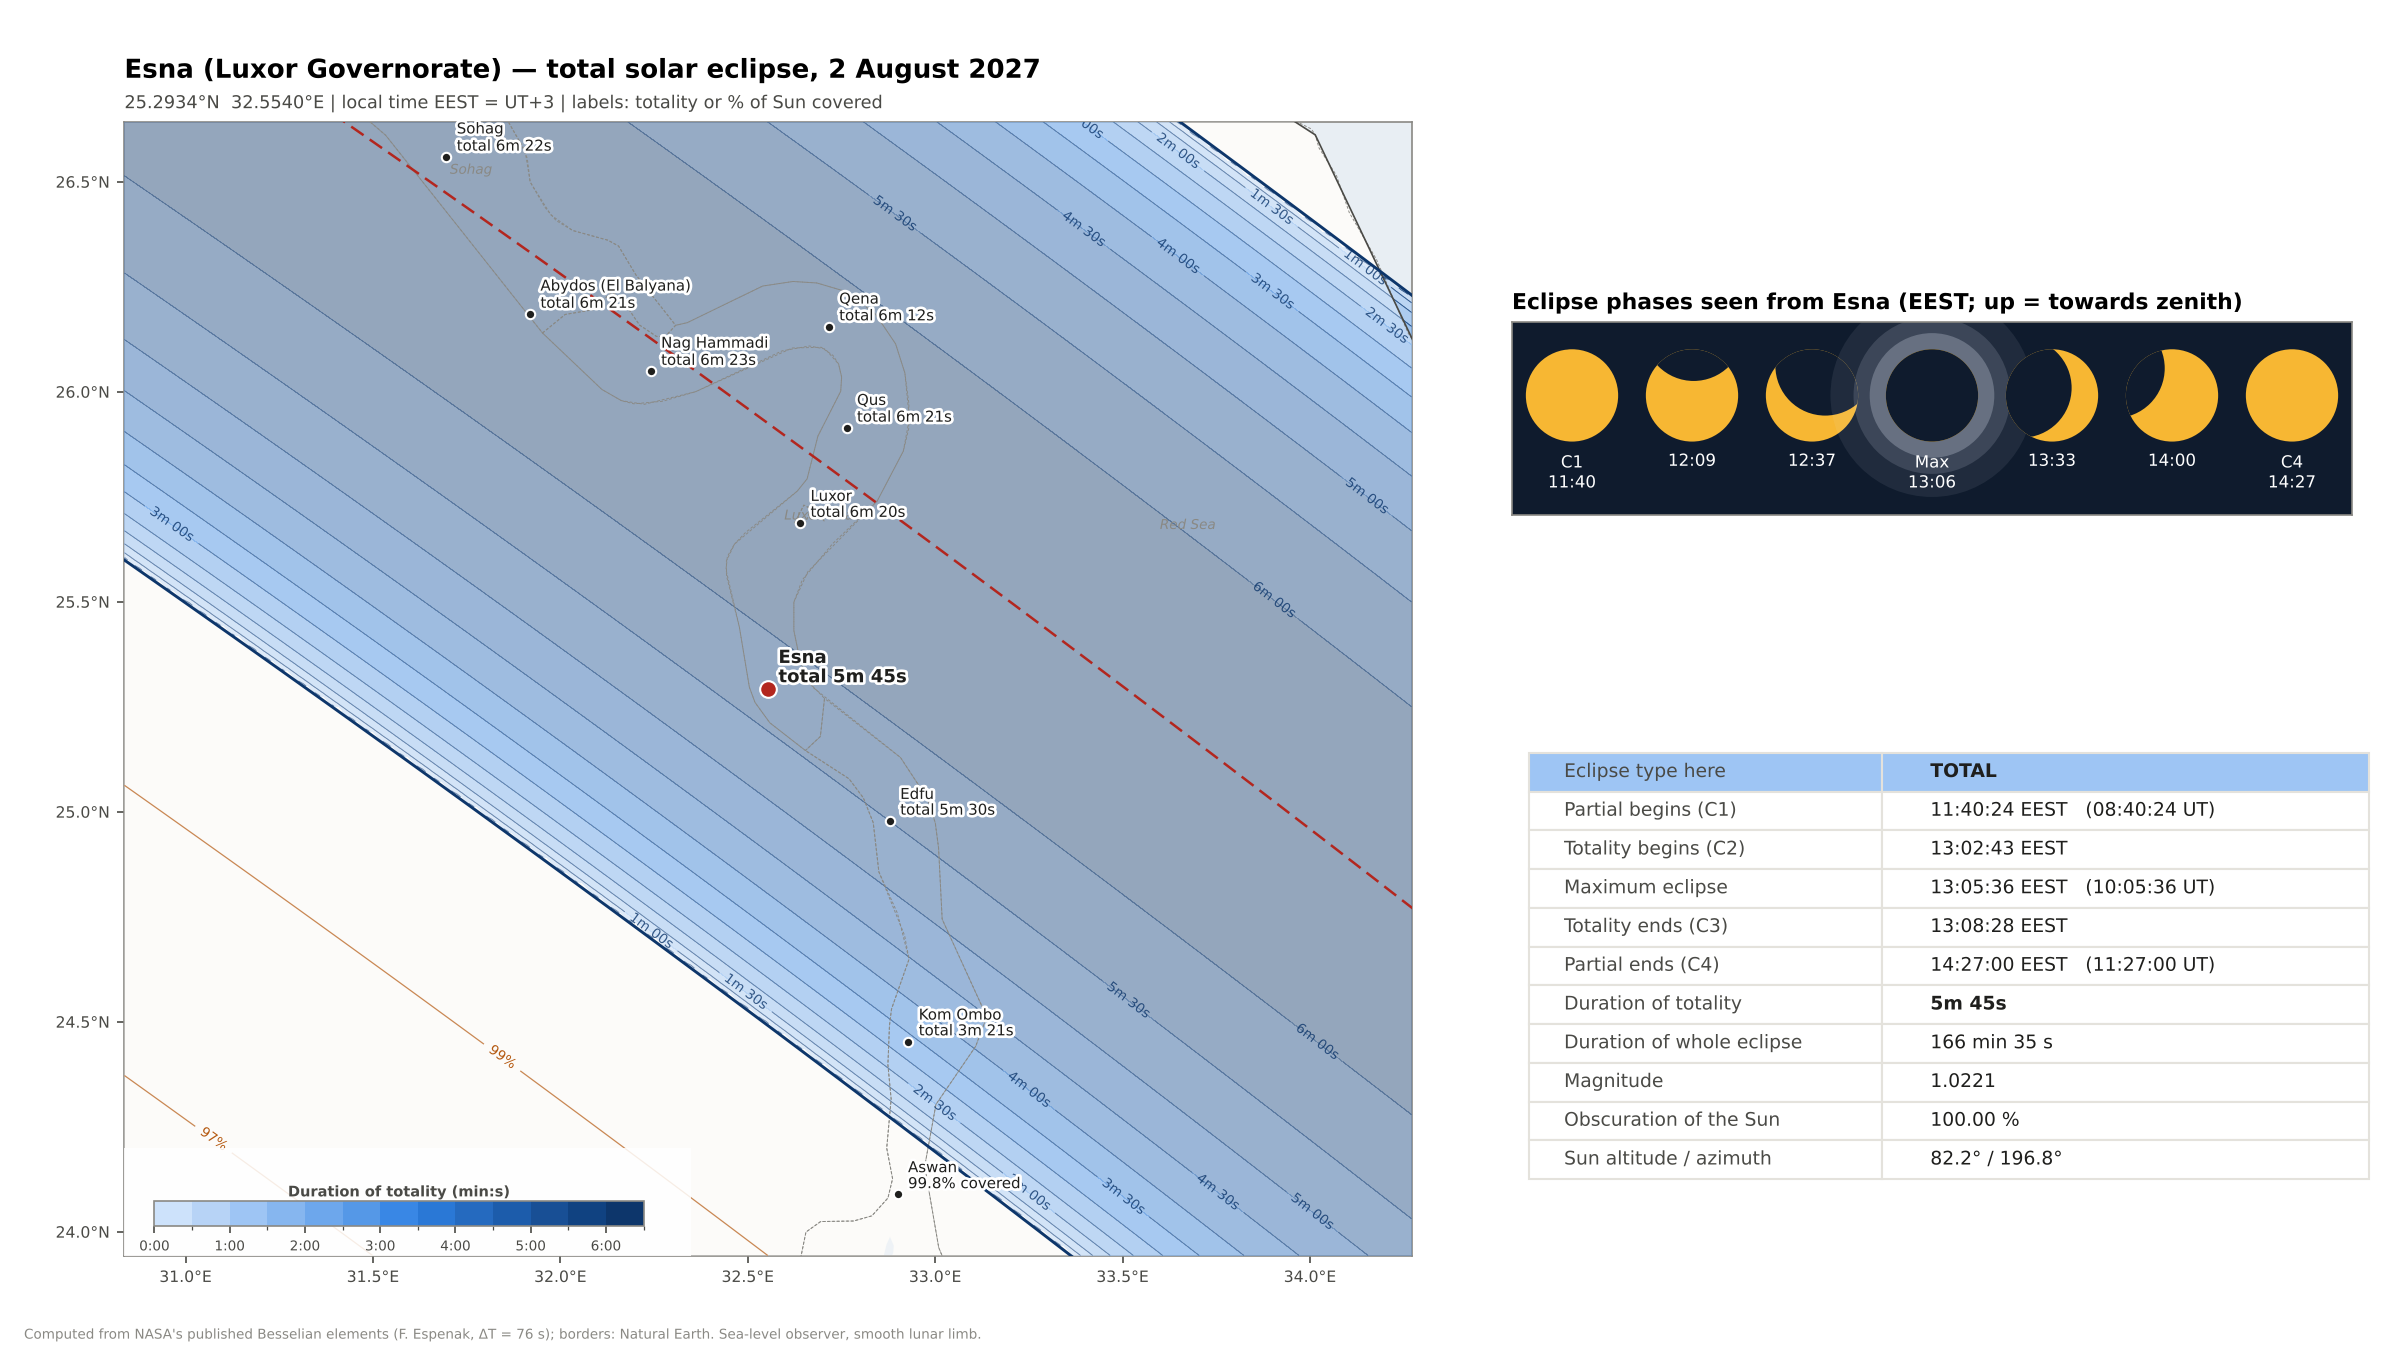 Esna (Luxor Governorate) — total solar eclipse, 2 August 2027
25.2934°N  32.5540°E | local time EEST = UT+3 | labels: totality or % of Sun covered
Sohag
total 6m 22s
Sohag
00s
2m 00s
1m 30s
1m 00s
2m 30s
5m 30s
4m 30s
4m 00s
3m 30s
26.5°N
Abydos (El Balyana)
total 6m 21s
Qena
total 6m 12s
Nag Hammadi
total 6m 23s
26.0°N
Qus
total 6m 21s
Luxor
total 6m 20s
5m 00s
3m 00s
Red Sea
6m 00s
25.5°N
Esna
total 5m 45s
Edfu
total 5m 30s
25.0°N
1m 00s
1m 30s
5m 30s
6m 00s
Kom Ombo
total 3m 21s
24.5°N
99%
4m 00s
2m 30s
97%
Aswan
99.8% covered
00s
3m 30s
4m 30s
5m 00s
Duration of totality (min:s)
0:00 1:00 2:00 3:00 4:00 5:00 6:00
24.0°N
31.0°E 31.5°E 32.0°E 32.5°E 33.0°E 33.5°E 34.0°E
Eclipse phases seen from Esna (EEST; up = towards zenith)
C1 12:09 12:37 Max 13:33 14:00 C4
11:40 13:06 14:27
Eclipse type here TOTAL
Partial begins (C1) 11:40:24 EEST (08:40:24 UT)
Totality begins (C2) 13:02:43 EEST
Maximum eclipse 13:05:36 EEST (10:05:36 UT)
Totality ends (C3) 13:08:28 EEST
Partial ends (C4) 14:27:00 EEST (11:27:00 UT)
Duration of totality 5m 45s
Duration of whole eclipse 166 min 35 s
Magnitude 1.0221
Obscuration of the Sun 100.00 %
Sun altitude / azimuth 82.2° / 196.8°
Computed from NASA's published Besselian elements (F. Espenak, ΔT = 76 s); borders: Natural Earth. Sea-level observer, smooth lunar limb.